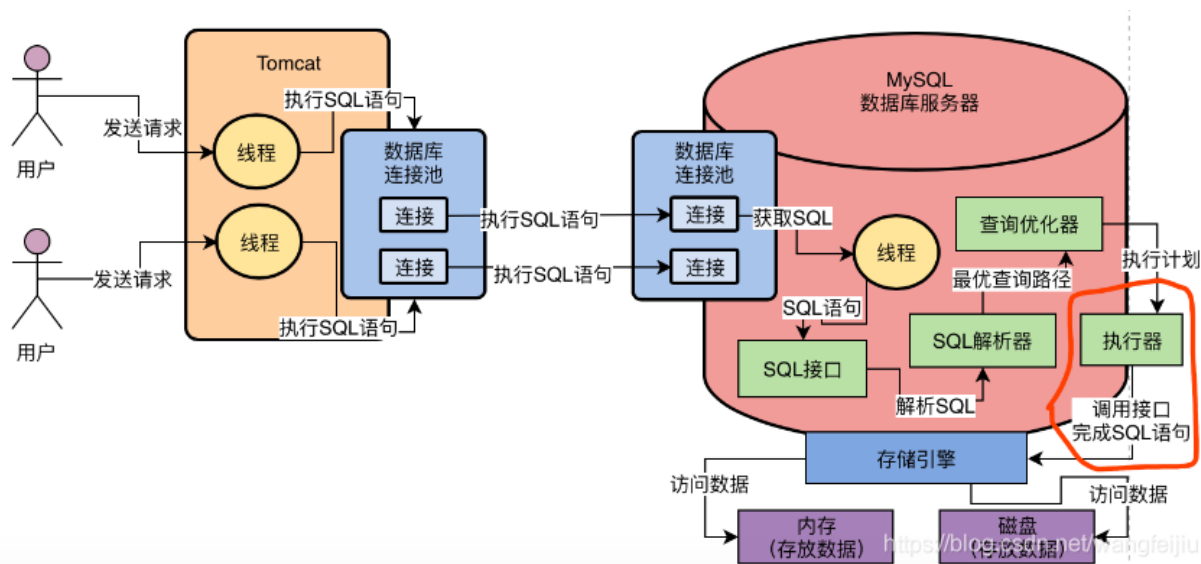 Tomcat
MySQL
数据库服务器
执行SQL语句
发送请求
线程
用户
数据库
连接池
连接
执行SQL语句
数据库
连接池
连接
获取SQL
线程
查询优化器
执行计划
线程
发送请求
用户
连接
执行SQL语句
连接
执行SQL语句
最优查询路径
SQL语句
SQL解析器
执行器
SQL接口
解析SQL
调用接口
完成SQL语句
存储引擎
访问数据
访问数据
内存
(存放数据)
磁盘
(存放数据)
https://blog.csdn.net/wangfeijiu